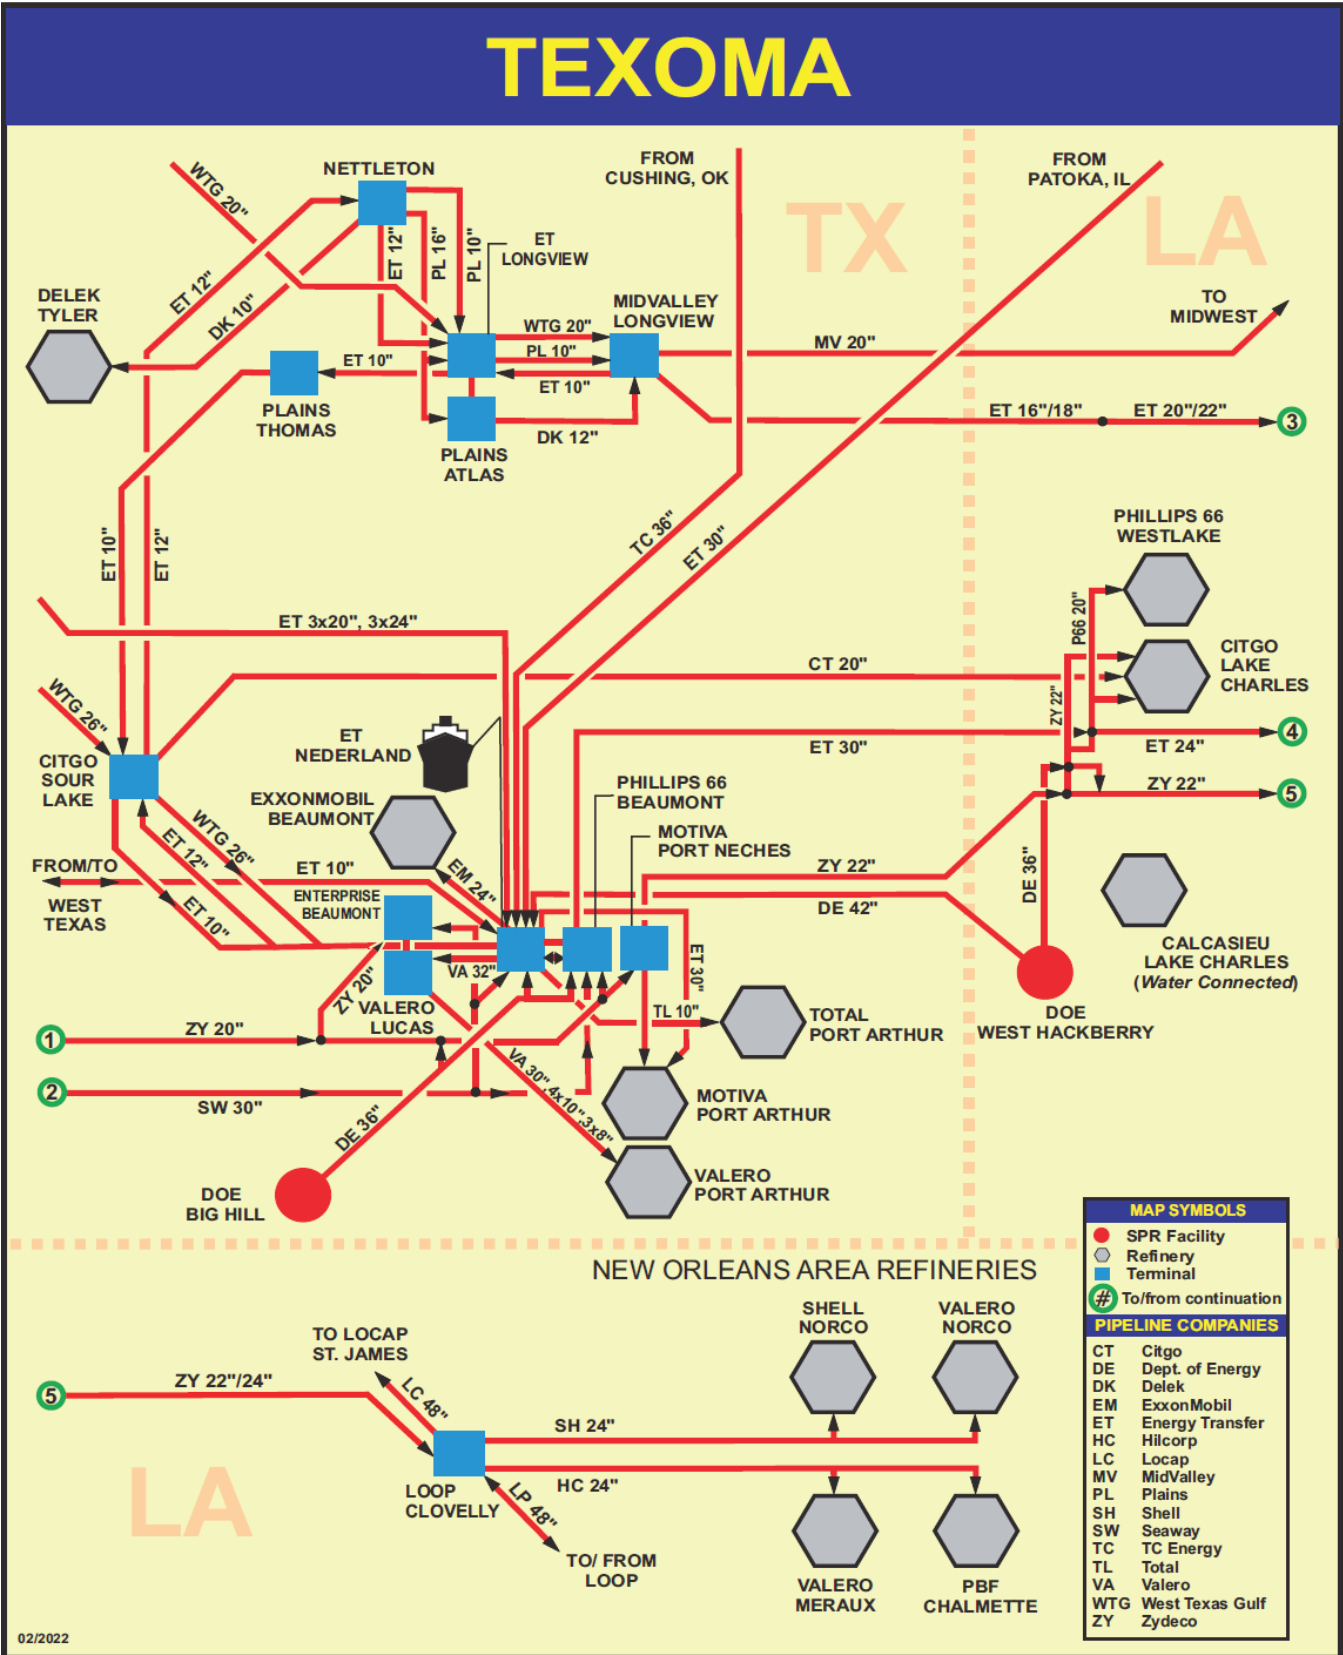 TEXOMA
WTG 20"
NETTLETON
FROM
CUSHING, OK
FROM
PATOKA, IL
TX
LA
ET 12"
PL 16"
PL 10"
ET
LONGVIEW
DELEK
TYLER
ET 12"
DK 10"
MIDVALLEY
LONGVIEW
TO
MIDWEST
WTG 20"
PL 10"
ET 10"
MV 20"
ET 10"
PLAINS
THOMAS
DK 12"
PLAINS
ATLAS
ET 16"/18"
ET 20"/22"
3
ET 10"
ET 12"
TC 36"
ET 30"
PHILLIPS 66
WESTLAKE
P66 20"
ET 3x20", 3x24"
CT 20"
CITGO
LAKE
CHARLES
WTG 26"
ZY 22"
ET
NEDERLAND
ET 30"
ET 24"
4
CITGO
SOUR
LAKE
PHILLIPS 66
BEAUMONT
ZY 22"
5
EXXONMOBIL
BEAUMONT
WTG 26"
ET 12"
MOTIVA
PORT NECHES
FROM/TO
WEST
TEXAS
ET 10"
EM 24"
ZY 22"
DE 36"
ENTERPRISE
BEAUMONT
ET 10"
DE 42"
CALCASIEU
LAKE CHARLES
(Water Connected)
ET 30"
VA 32"
ZY 20"
VALERO
LUCAS
TL 10"
TOTAL
PORT ARTHUR
DOE
WEST HACKBERRY
1
ZY 20"
2
SW 30"
VA 30",4x10",3x8"
MOTIVA
PORT ARTHUR
DE 36"
VALERO
PORT ARTHUR
DOE
BIG HILL
MAP SYMBOLS
SPR Facility
Refinery
Terminal
# To/from continuation
PIPELINE COMPANIES
CT Citgo
DE Dept. of Energy
DK Delek
EM ExxonMobil
ET Energy Transfer
HC Hilcorp
LC Locap
MV MidValley
PL Plains
SH Shell
SW Seaway
TC TC Energy
TL Total
VA Valero
WTG West Texas Gulf
ZY Zydeco
NEW ORLEANS AREA REFINERIES
SHELL
NORCO
VALERO
NORCO
TO LOCAP
ST. JAMES
5
ZY 22"/24"
LC 48"
SH 24"
HC 24"
LA
LOOP
CLOVELLY
LP 48"
TO/ FROM
LOOP
VALERO
MERAUX
PBF
CHALMETTE
02/2022